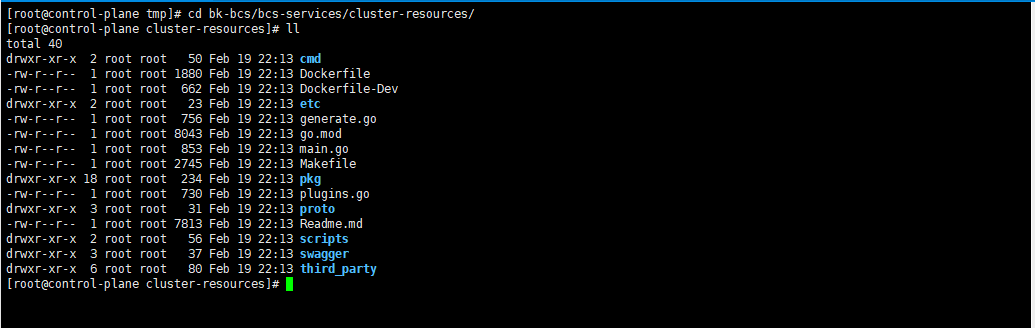 [root@control-plane tmp]# cd bk-bcs/bcs-services/cluster-resources/
[root@control-plane cluster-resources]# ll
total 40
drwxr-xr-x  2 root root   50 Feb 19 22:13 cmd
-rw-r--r--  1 root root 1880 Feb 19 22:13 Dockerfile
-rw-r--r--  1 root root  662 Feb 19 22:13 Dockerfile-Dev
drwxr-xr-x  2 root root   23 Feb 19 22:13 etc
-rw-r--r--  1 root root  756 Feb 19 22:13 generate.go
-rw-r--r--  1 root root 8043 Feb 19 22:13 go.mod
-rw-r--r--  1 root root  853 Feb 19 22:13 main.go
-rw-r--r--  1 root root 2745 Feb 19 22:13 Makefile
drwxr-xr-x 18 root root  234 Feb 19 22:13 pkg
-rw-r--r--  1 root root  730 Feb 19 22:13 plugins.go
drwxr-xr-x  3 root root   31 Feb 19 22:13 proto
-rw-r--r--  1 root root 7813 Feb 19 22:13 Readme.md
drwxr-xr-x  2 root root   56 Feb 19 22:13 scripts
drwxr-xr-x  3 root root   37 Feb 19 22:13 swagger
drwxr-xr-x  6 root root   80 Feb 19 22:13 third_party
[root@control-plane cluster-resources]#